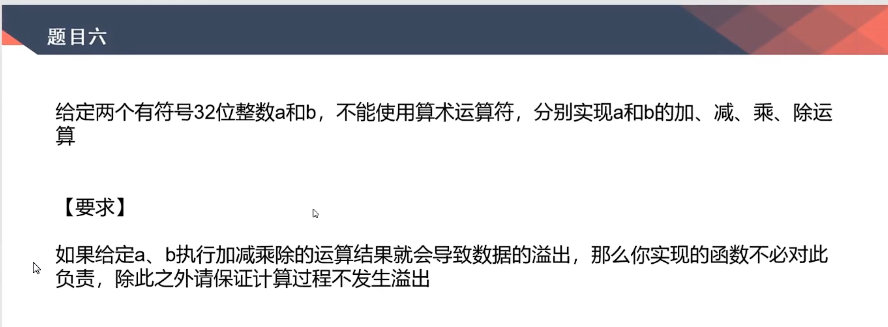 题目六
给定两个有符号32位整数a和b，不能使用算术运算符，分别实现a和b的加、减、乘、除运
算
【要求】
如果给定a、b执行加减乘除的运算结果就会导致数据的溢出，那么你实现的函数不必对此
负责，除此之外请保证计算过程不发生溢出